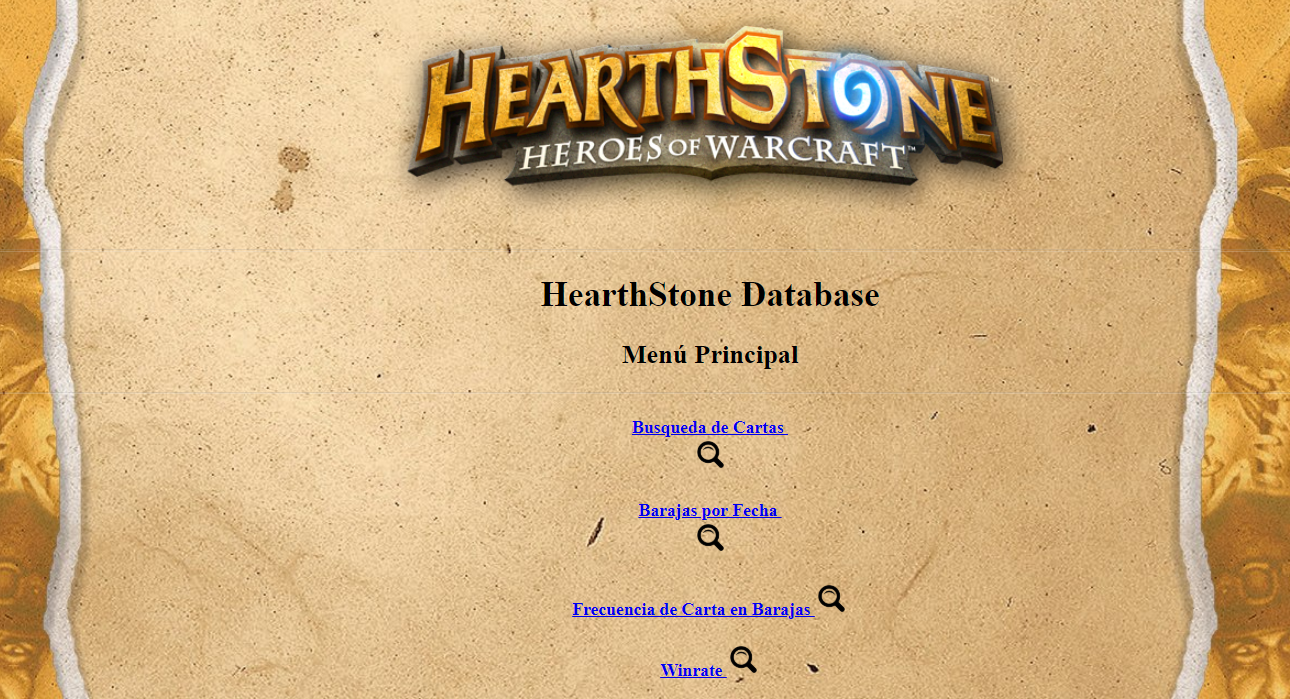 HEARTHSTONE
HEROES OF WARCRAFT™
HearthStone Database
Menú Principal
Busqueda de Cartas
Barajas por Fecha
Frecuencia de Carta en Barajas
Winrate